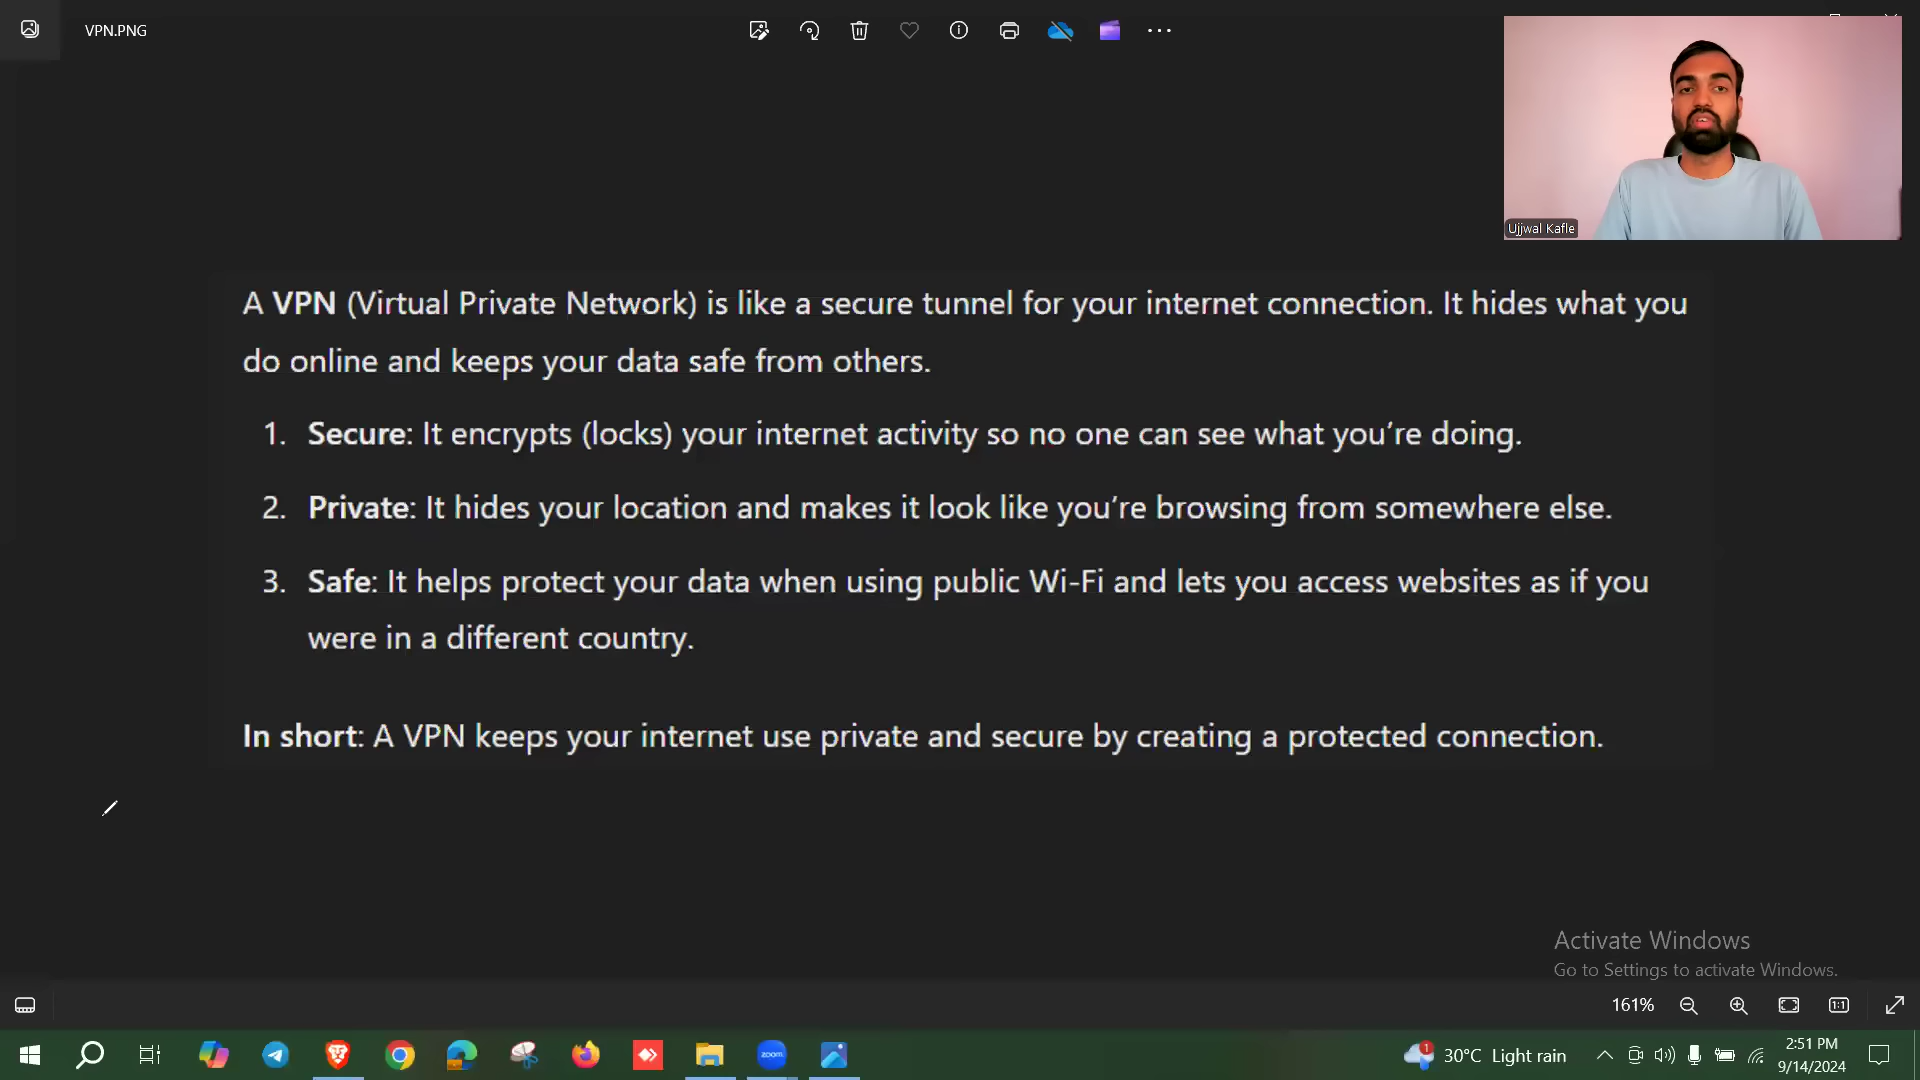 VPN.PNG
Ujjwal Kafle
A VPN (Virtual Private Network) is like a secure tunnel for your internet connection. It hides what you
do online and keeps your data safe from others.
1. Secure: It encrypts (locks) your internet activity so no one can see what you're doing.
2. Private: It hides your location and makes it look like you're browsing from somewhere else.
3. Safe: It helps protect your data when using public Wi-Fi and lets you access websites as if you
were in a different country.
In short: A VPN keeps your internet use private and secure by creating a protected connection.
Activate Windows
Go to Settings to activate Windows.
161%
1:1
zoom
1
30°C Light rain
2:51 PM
9/14/2024